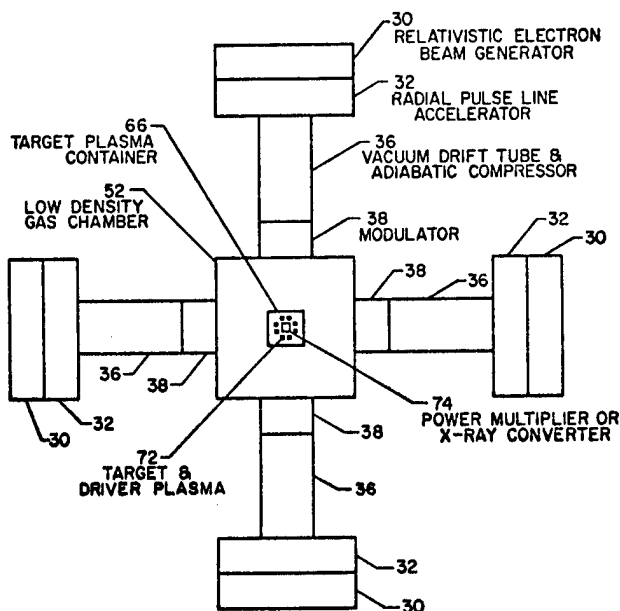 30
RELATIVISTIC ELECTRON
BEAM GENERATOR
32
RADIAL PULSE LINE
ACCELERATOR
66
TARGET PLASMA
CONTAINER
36
VACUUM DRIFT TUBE &
ADIABATIC COMPRESSOR
52
LOW DENSITY
GAS CHAMBER
38
MODULATOR
32
30
38
36
36
38
32
30
74
POWER MULTIPLIER OR
X-RAY CONVERTER
38
72
TARGET &
DRIVER PLASMA
36
32
30